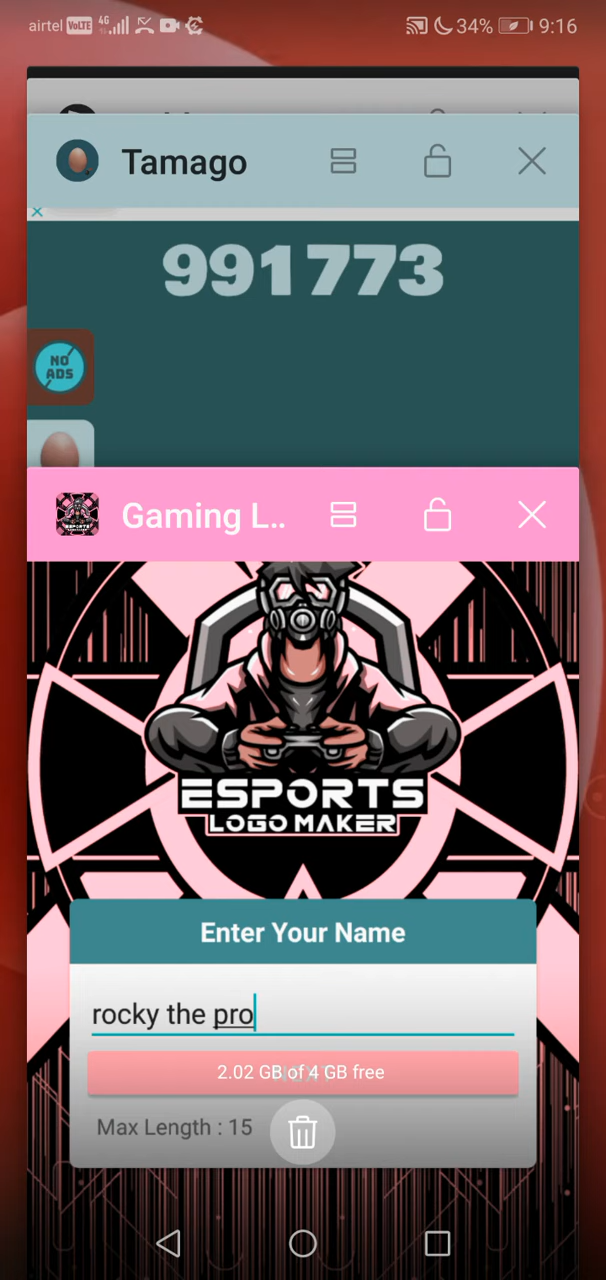 airtel VoLTE 4G 34% 9:16
Tamago
991773
NO
ADS
Gaming L..
ESPORTS
LOGO MAKER
Enter Your Name
rocky the pro
2.02 GB of 4 GB free
Max Length : 15